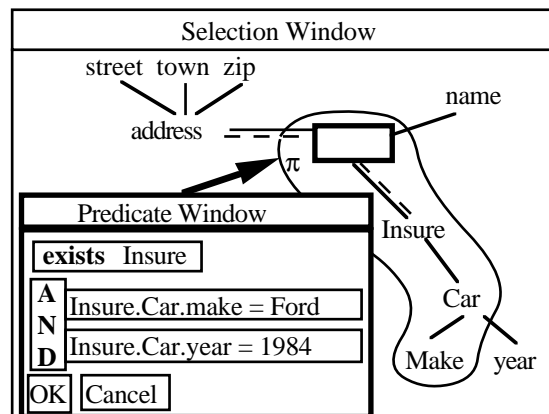 Selection Window
street town zip
name
address
π
Predicate Window
exists Insure
Insure
A
N
D
Insure.Car.make = Ford
Car
Insure.Car.year = 1984
Make
year
OK
Cancel